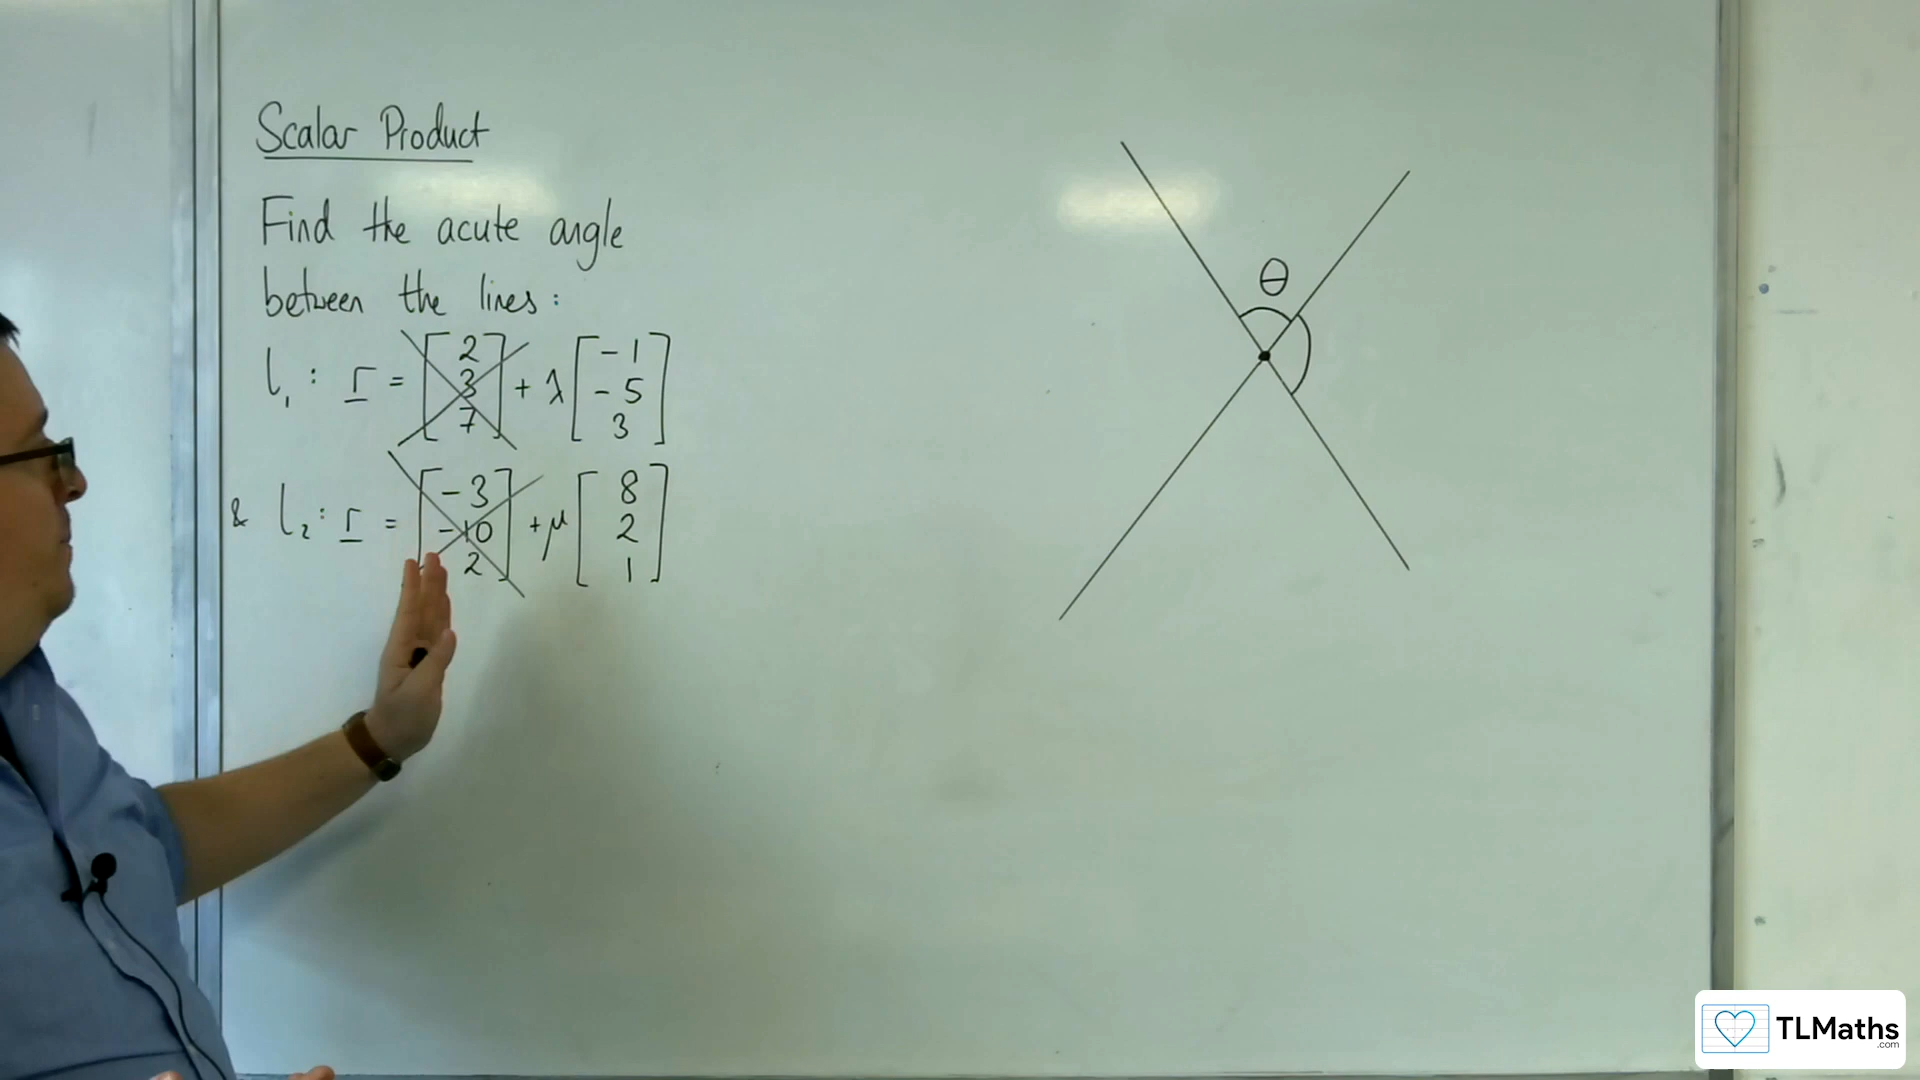 Scalar Product
Find the acute angle
between the lines:
l₁ : r = [2 3 7] + λ [-1 -5 3]
& l₂ : r = [-3 -10 2] + μ [8 2 1]
θ
TLMaths
.com